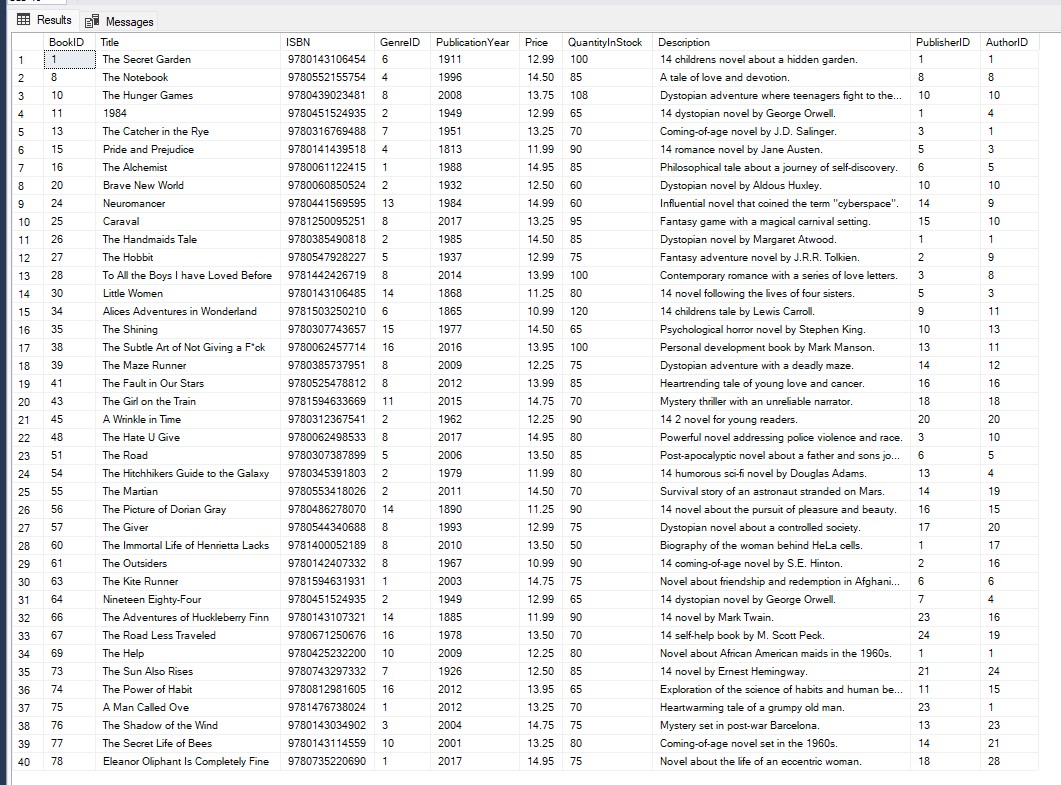 Results Messages
BookID Title ISBN GenreID PublicationYear Price QuantityInStock Description PublisherID AuthorID
1 1 The Secret Garden 9780143106454 6 1911 12.99 100 14 childrens novel about a hidden garden. 1 1
2 8 The Notebook 9780552155754 4 1996 14.50 85 A tale of love and devotion. 8 8
3 10 The Hunger Games 9780439023481 8 2008 13.75 108 Dystopian adventure where teenagers fight to the... 10 10
4 11 1984 9780451524935 2 1949 12.99 65 14 dystopian novel by George Orwell. 1 4
5 13 The Catcher in the Rye 9780316769488 7 1951 13.25 70 Coming-of-age novel by J.D. Salinger. 3 1
6 15 Pride and Prejudice 9780141439518 4 1813 11.99 90 14 romance novel by Jane Austen. 5 3
7 16 The Alchemist 9780061122415 1 1988 14.95 85 Philosophical tale about a journey of self-discovery. 6 5
8 20 Brave New World 9780060850524 2 1932 12.50 60 Dystopian novel by Aldous Huxley. 10 10
9 24 Neuromancer 9780441569595 13 1984 14.99 60 Influential novel that coined the term "cyberspace". 14 9
10 25 Caraval 9781250095251 8 2017 13.25 95 Fantasy game with a magical carnival setting. 15 10
11 26 The Handmaids Tale 9780385490818 2 1985 14.50 85 Dystopian novel by Margaret Atwood. 1 1
12 27 The Hobbit 9780547928227 5 1937 12.99 75 Fantasy adventure novel by J.R.R. Tolkien. 2 9
13 28 To All the Boys I have Loved Before 9781442426719 8 2014 13.99 100 Contemporary romance with a series of love letters. 3 8
14 30 Little Women 9780143106485 14 1868 11.25 80 14 novel following the lives of four sisters. 5 3
15 34 Alices Adventures in Wonderland 9781503250210 6 1865 10.99 120 14 childrens tale by Lewis Carroll. 9 11
16 35 The Shining 9780307743657 15 1977 14.50 65 Psychological horror novel by Stephen King. 10 13
17 38 The Subtle Art of Not Giving a F*ck 9780062457714 16 2016 13.95 100 Personal development book by Mark Manson. 13 11
18 39 The Maze Runner 9780385737951 8 2009 12.25 75 Dystopian adventure with a deadly maze. 14 12
19 41 The Fault in Our Stars 9780525478812 8 2012 13.99 85 Heartrending tale of young love and cancer. 16 16
20 43 The Girl on the Train 9781594633669 11 2015 14.75 70 Mystery thriller with an unreliable narrator. 18 18
21 45 A Wrinkle in Time 9780312367541 2 1962 12.25 90 14 2 novel for young readers. 20 20
22 48 The Hate U Give 9780062498533 8 2017 14.95 80 Powerful novel addressing police violence and race. 3 10
23 51 The Road 9780307387899 5 2006 13.50 85 Post-apocalyptic novel about a father and sons jo... 6 5
24 54 The Hitchhikers Guide to the Galaxy 9780345391803 2 1979 11.99 80 14 humorous sci-fi novel by Douglas Adams. 13 4
25 55 The Martian 9780553418026 2 2011 14.50 70 Survival story of an astronaut stranded on Mars. 14 19
26 56 The Picture of Dorian Gray 9780486278070 14 1890 11.25 90 14 novel about the pursuit of pleasure and beauty. 16 15
27 57 The Giver 9780544340688 8 1993 12.99 75 Dystopian novel about a controlled society. 17 20
28 60 The Immortal Life of Henrietta Lacks 9781400052189 8 2010 13.50 50 Biography of the woman behind HeLa cells. 1 17
29 61 The Outsiders 9780142407332 8 1967 10.99 90 14 coming-of-age novel by S.E. Hinton. 2 16
30 63 The Kite Runner 9781594631931 1 2003 14.75 75 Novel about friendship and redemption in Afghani... 6 6
31 64 Nineteen Eighty-Four 9780451524935 2 1949 12.99 65 14 dystopian novel by George Orwell. 7 4
32 66 The Adventures of Huckleberry Finn 9780143107321 14 1885 11.99 90 14 novel by Mark Twain. 23 16
33 67 The Road Less Traveled 9780671250676 16 1978 13.50 70 14 self-help book by M. Scott Peck. 24 19
34 69 The Help 9780425232200 10 2009 12.25 80 Novel about African American maids in the 1960s. 1 1
35 73 The Sun Also Rises 9780743297332 7 1926 12.50 85 14 novel by Ernest Hemingway. 21 24
36 74 The Power of Habit 9780812981605 16 2012 13.95 65 Exploration of the science of habits and human be... 11 15
37 75 A Man Called Ove 9781476738024 1 2012 13.25 70 Heartwarming tale of a grumpy old man. 23 1
38 76 The Shadow of the Wind 9780143034902 3 2004 14.75 75 Mystery set in post-war Barcelona. 13 23
39 77 The Secret Life of Bees 9780143114559 10 2001 13.25 80 Coming-of-age novel set in the 1960s. 14 21
40 78 Eleanor Oliphant Is Completely Fine 9780735220690 1 2017 14.95 75 Novel about the life of an eccentric woman. 18 28